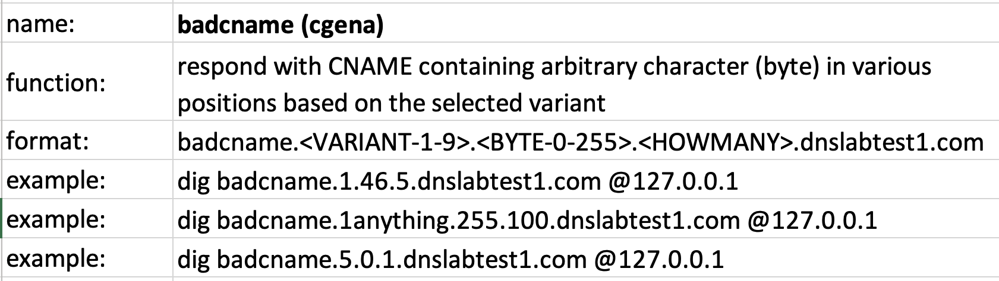 name: badcname (cgena)
function: respond with CNAME containing arbitrary character (byte) in various
positions based on the selected variant
format: badcname.<VARIANT-1-9>.<BYTE-0-255>.<HOWMANY>.dnslabtest1.com
example: dig badcname.1.46.5.dnslabtest1.com @127.0.0.1
example: dig badcname.1anything.255.100.dnslabtest1.com @127.0.0.1
example: dig badcname.5.0.1.dnslabtest1.com @127.0.0.1